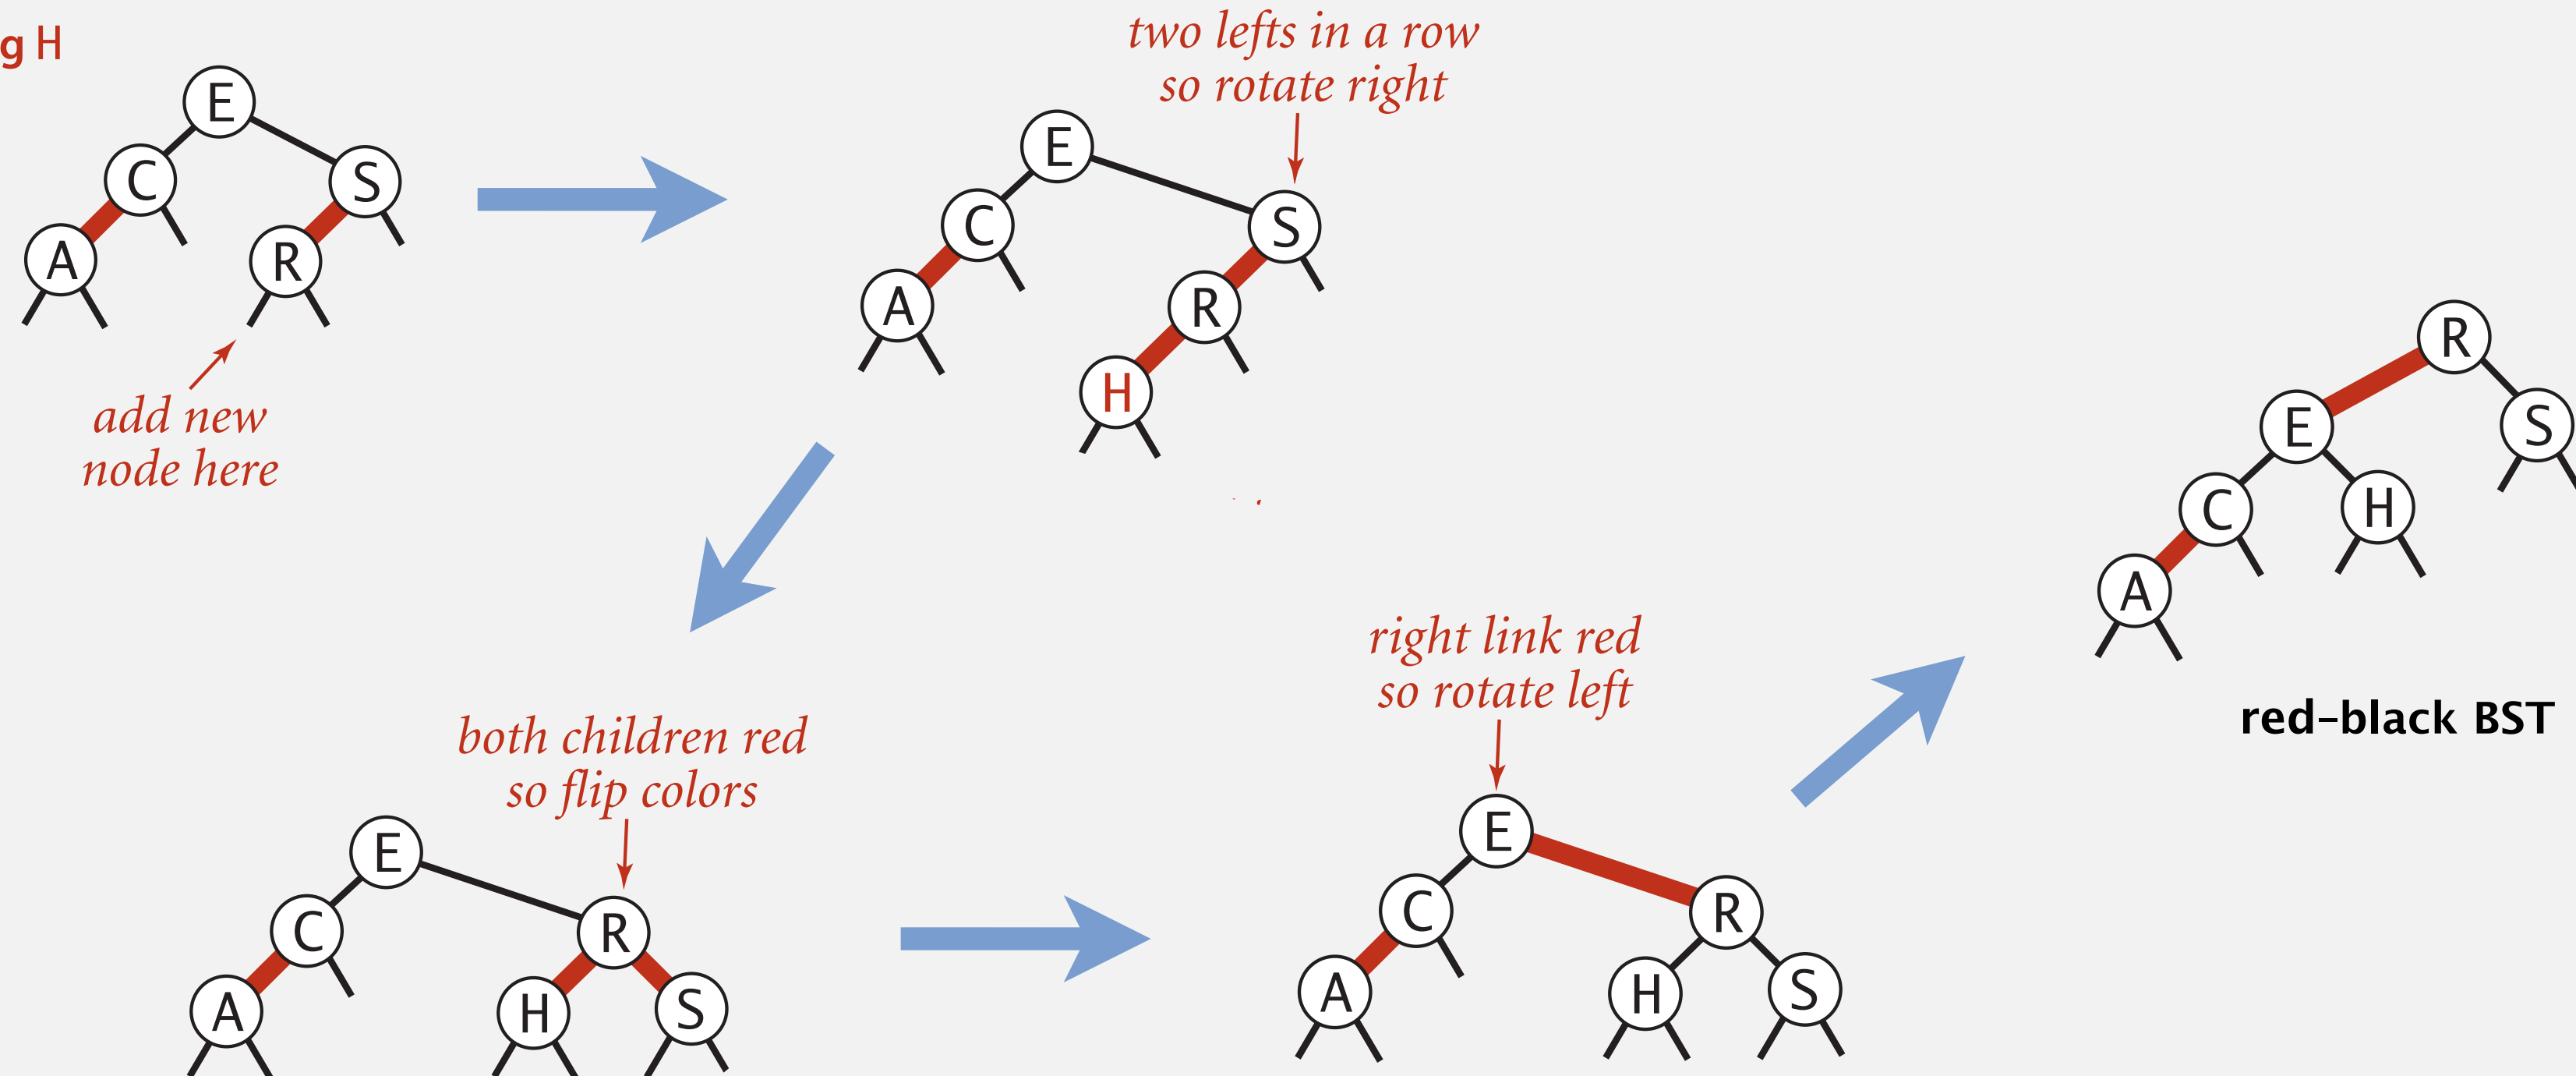 g H
E
C
S
A
R
add new
node here
two lefts in a row
so rotate right
E
C
S
A
R
H
both children red
so flip colors
E
C
R
A
H
S
right link red
so rotate left
E
C
R
A
H
S
R
E
S
C
H
A
red–black BST